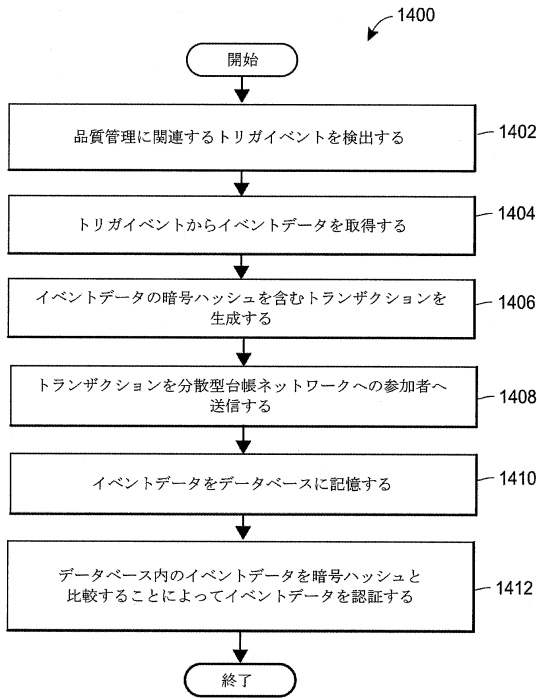 1400
開始
品質管理に関連するトリガイベントを検出する
1402
トリガイベントからイベントデータを取得する
1404
イベントデータの暗号ハッシュを含むトランザクションを
生成する
1406
トランザクションを分散型台帳ネットワークへの参加者へ
送信する
1408
イベントデータをデータベースに記憶する
1410
データベース内のイベントデータを暗号ハッシュと
比較することによってイベントデータを認証する
1412
終了